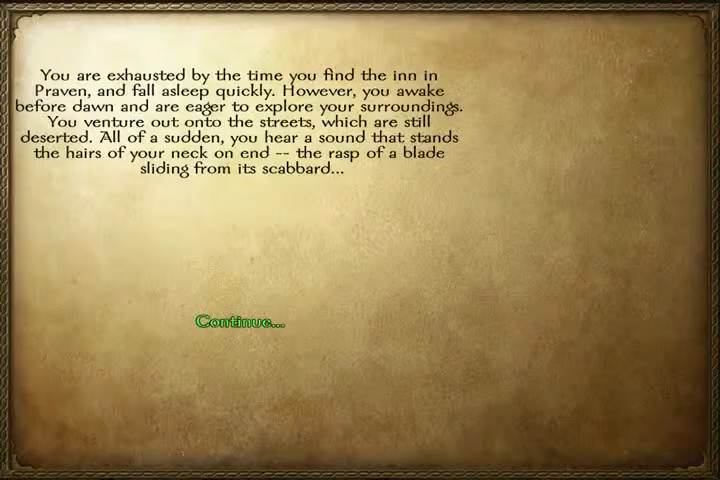 You are exhausted by the time you find the inn in
Praven, and fall asleep quickly. However, you awake
before dawn and are eager to explore your surroundings.
You venture out onto the streets, which are still
deserted. All of a sudden, you hear a sound that stands
the hairs of your neck on end -- the rasp of a blade
sliding from its scabbard...
Continue...